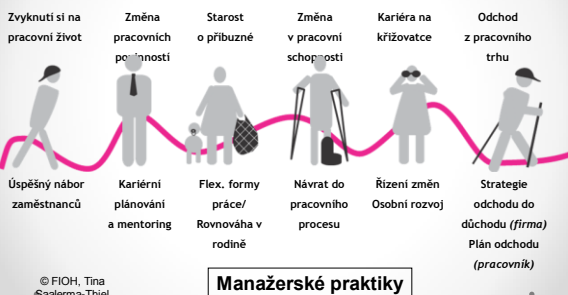 Zvyknutí si na
pracovní život
Změna
pracovních
povinností
Starost
o příbuzné
Změna
v pracovní
schopnosti
Kariéra na
křižovatce
Odchod
z pracovního
trhu
Úspěšný nábor
zaměstnanců
Kariérní
plánování
a mentoring
Flex. formy
práce/
Rovnováha v
rodině
Návrat do
pracovního
procesu
Řízení změn
Osobní rozvoj
Strategie
odchodu do
důchodu (firma)
Plán odchodu
(pracovník)
© FIOH, Tina
Saalerma-Thiel
Manažerské praktiky